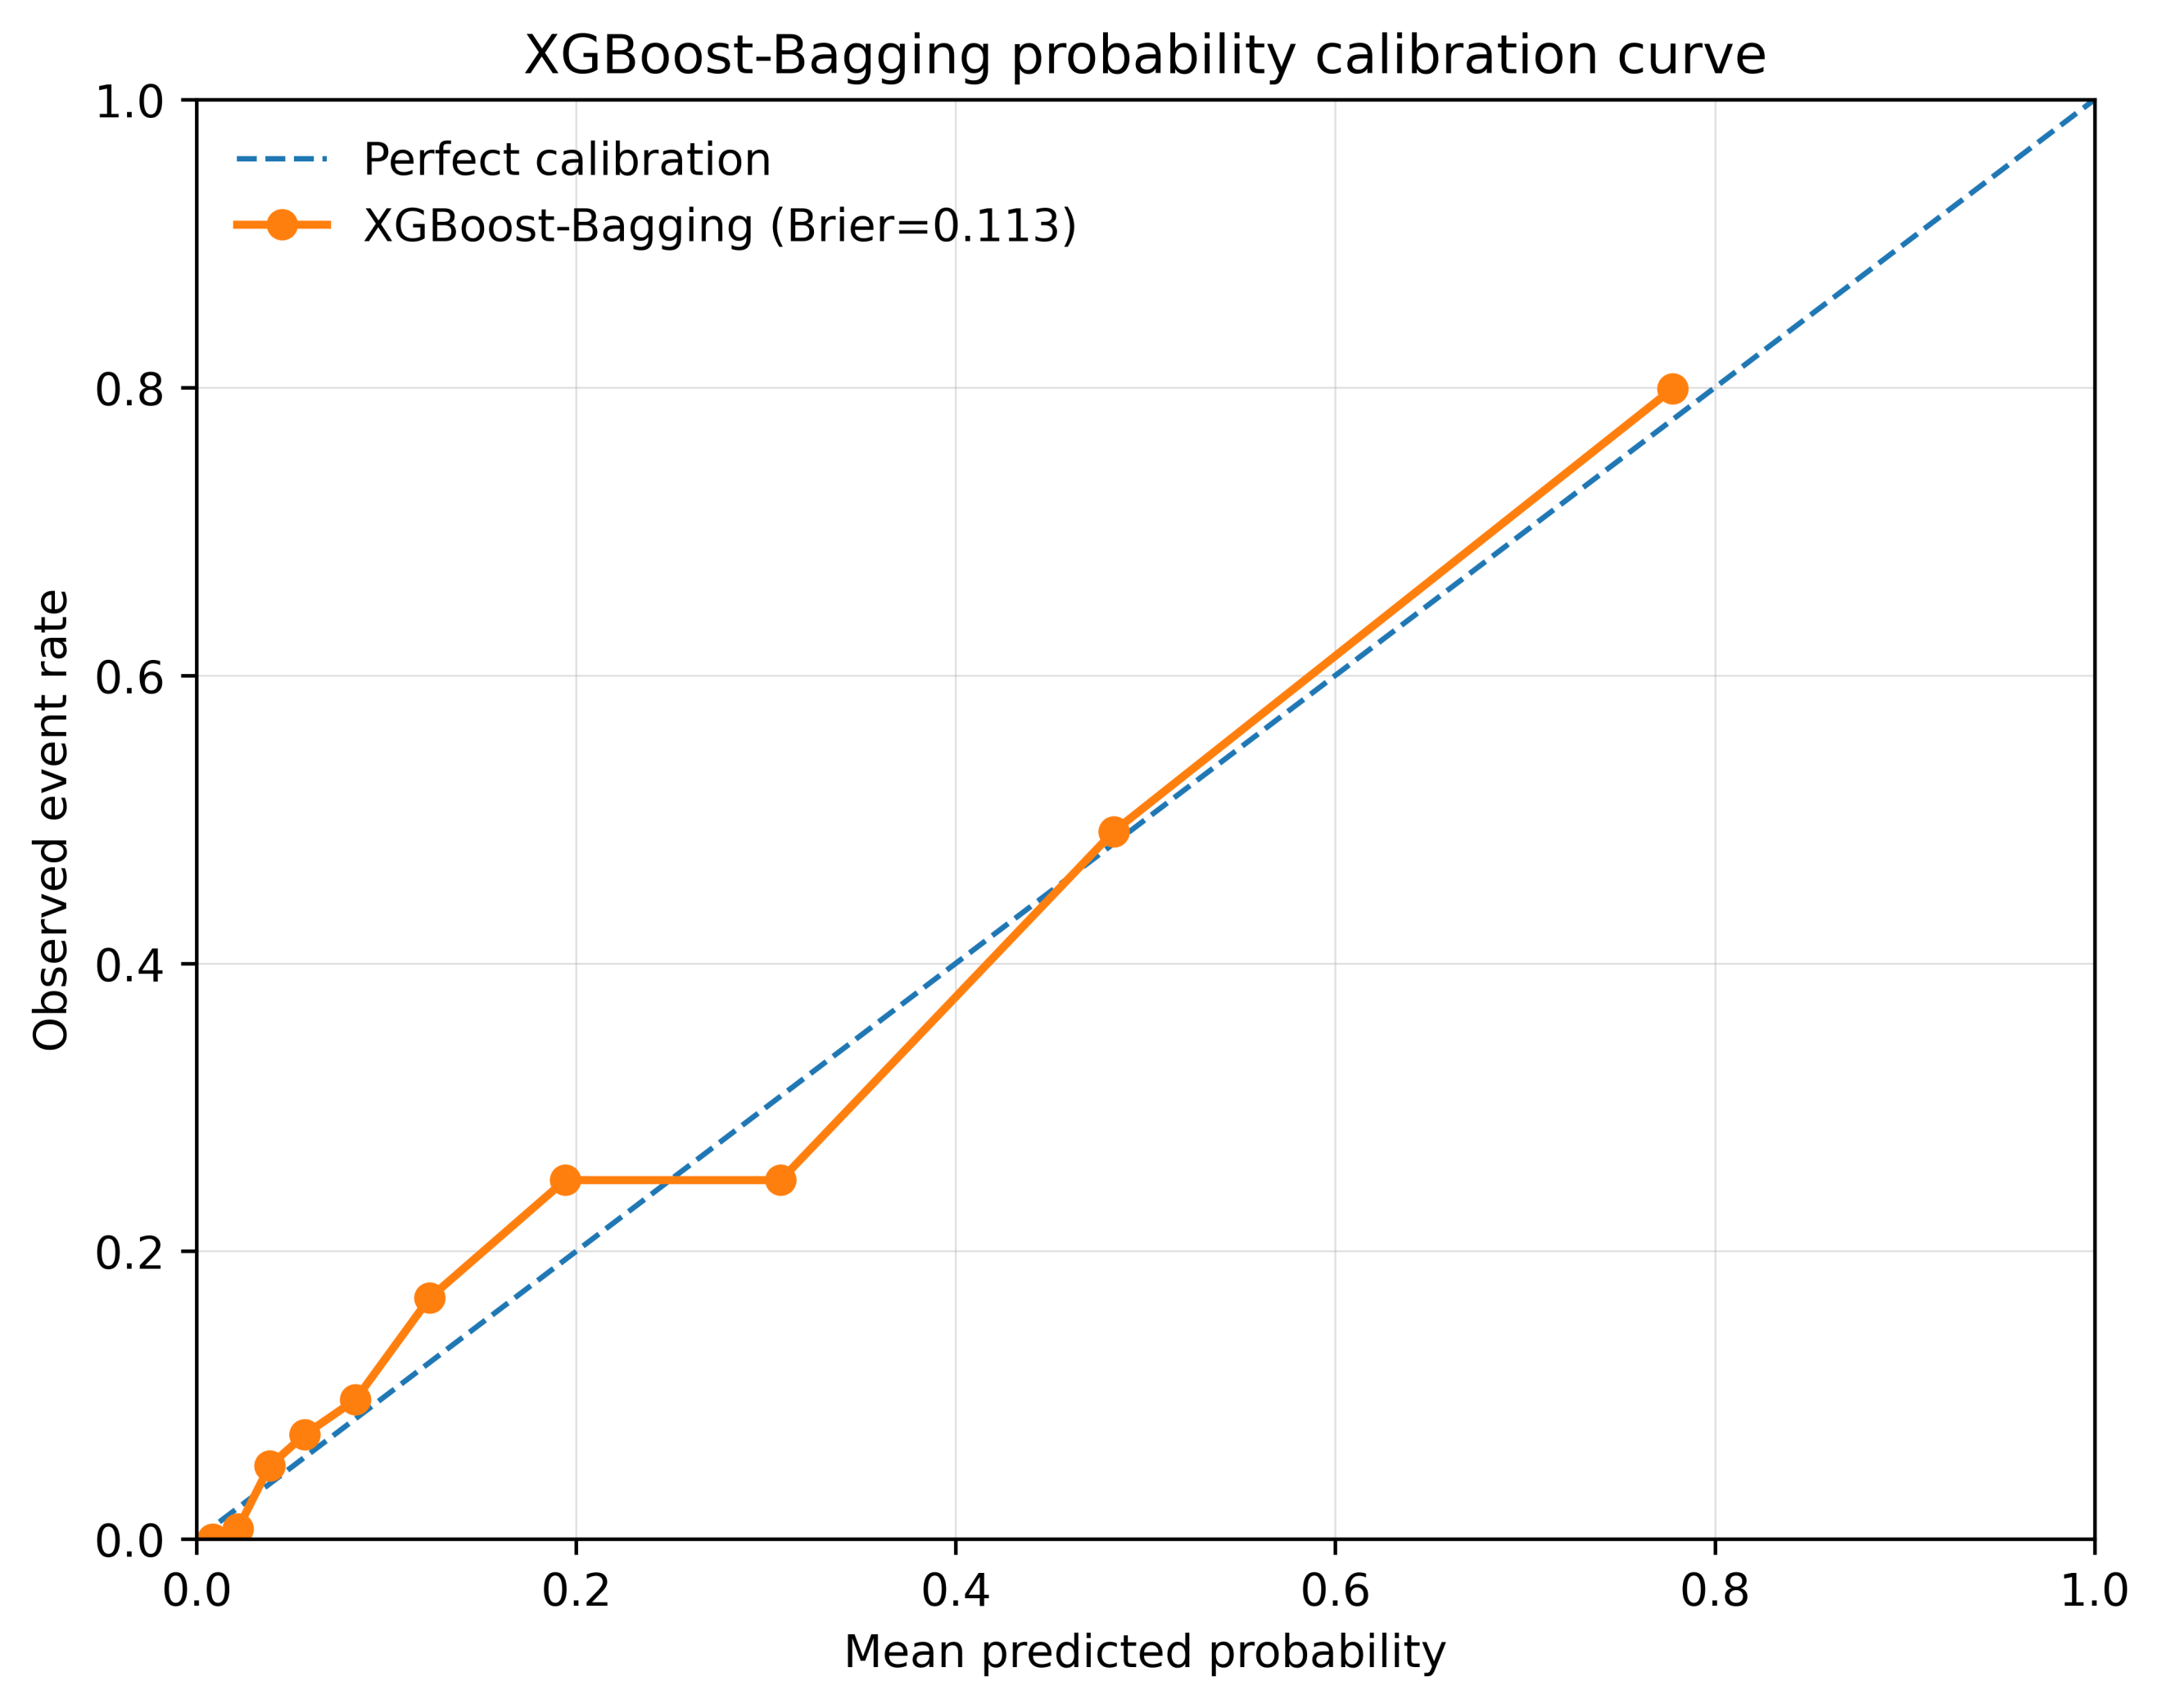 XGBoost-Bagging probability calibration curve
Perfect calibration
XGBoost-Bagging (Brier=0.113)
1.0
0.8
0.6
0.4
0.2
0.0
Observed event rate
0.0 0.2 0.4 0.6 0.8 1.0
Mean predicted probability